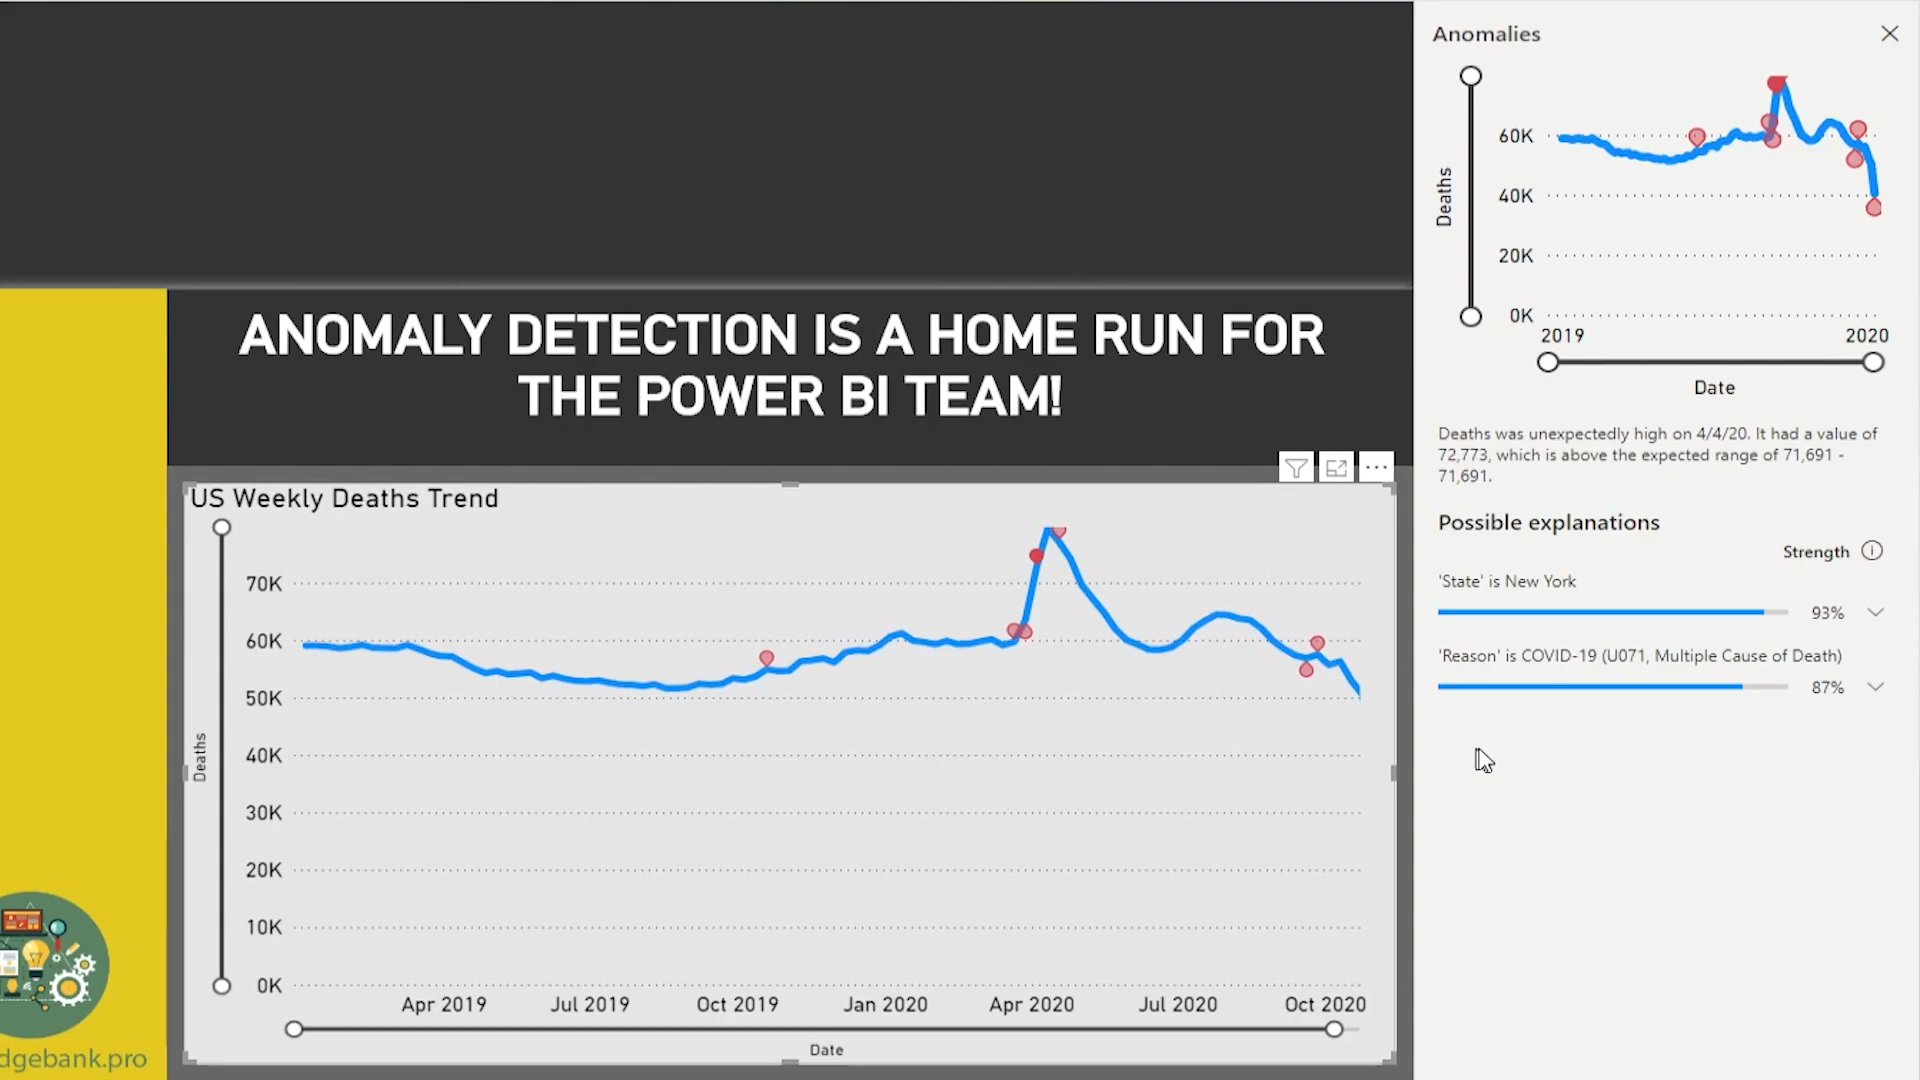 ANOMALY DETECTION IS A HOME RUN FOR
THE POWER BI TEAM!
US Weekly Deaths Trend
70K
60K
50K
40K
30K
20K
10K
0K
Deaths
Apr 2019
Jul 2019
Oct 2019
Jan 2020
Apr 2020
Jul 2020
Oct 2020
Date
dgebank.pro
Anomalies
60K
40K
20K
0K
Deaths
2019
2020
Date
Deaths was unexpectedly high on 4/4/20. It had a value of
72,773, which is above the expected range of 71,691 -
71,691.
Possible explanations
Strength
'State' is New York
93%
'Reason' is COVID-19 (U071, Multiple Cause of Death)
87%